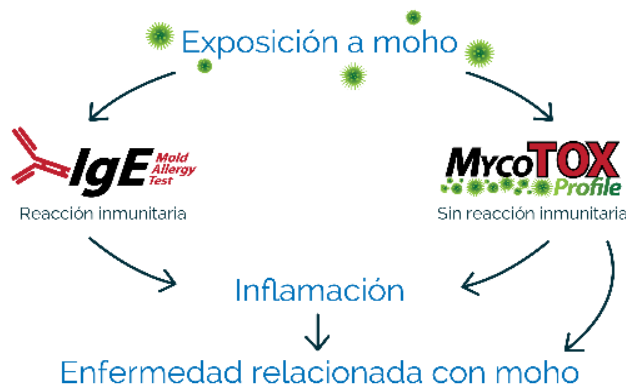 Exposición a moho
IgE Mold
Allergy
Test
Reacción inmunitaria
MycoTOX
Profile
Sin reacción inmunitaria
Inflamación
Enfermedad relacionada con moho